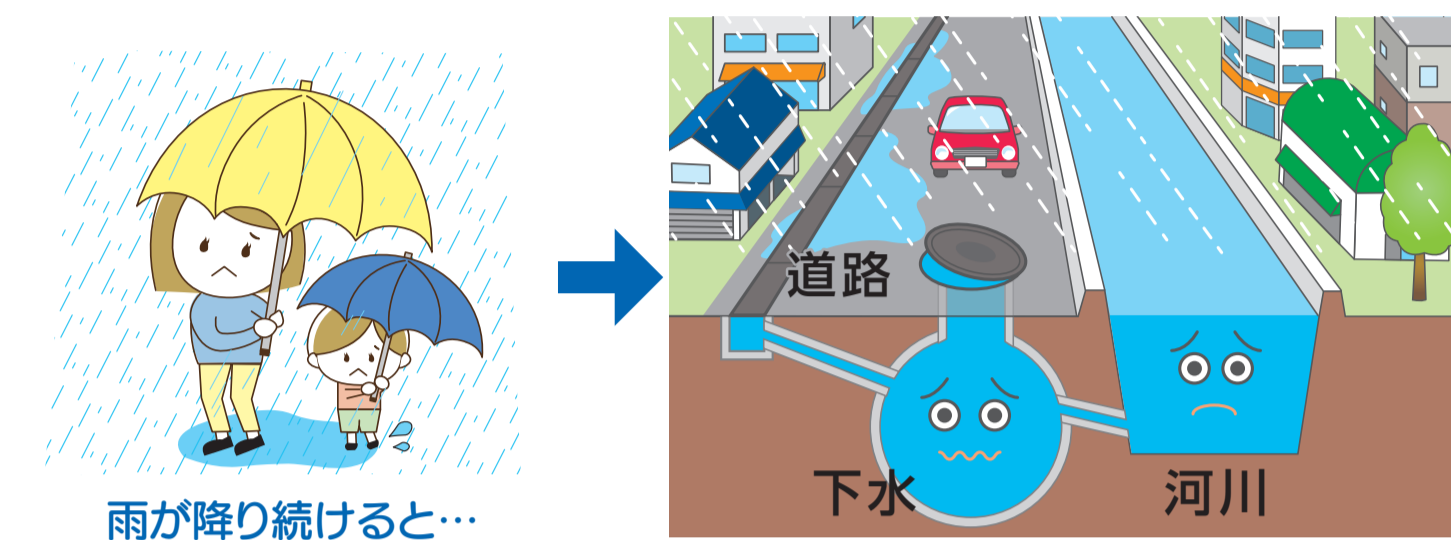 雨が降り続けると…
道路
下水
河川